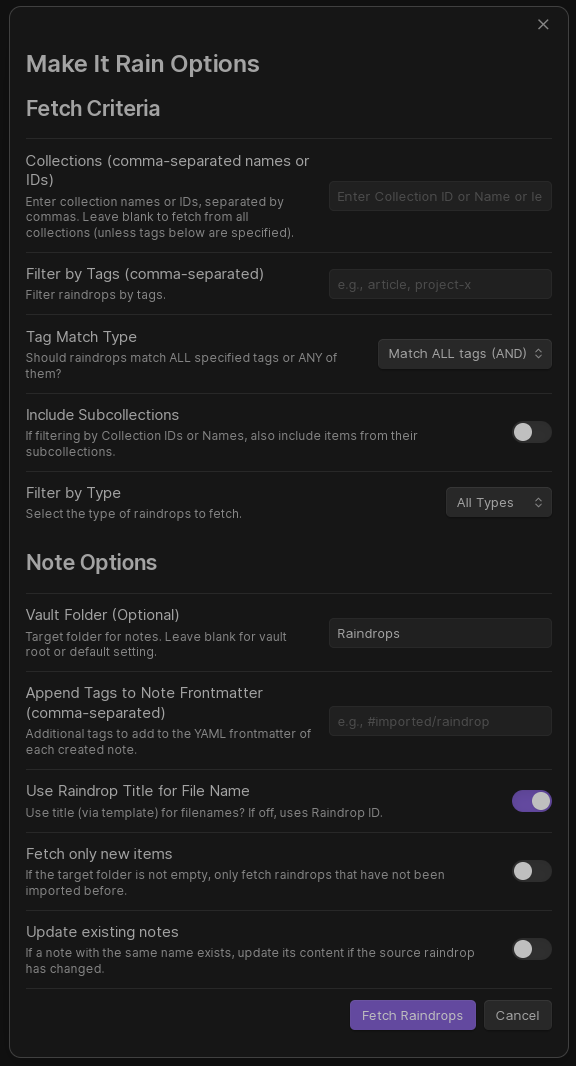 Make It Rain Options
Fetch Criteria
Collections (comma-separated names or
IDs)
Enter collection names or IDs, separated by
commas. Leave blank to fetch from all
collections (unless tags below are specified).
Enter Collection ID or Name or le
Filter by Tags (comma-separated)
Filter raindrops by tags.
e.g., article, project-x
Tag Match Type
Should raindrops match ALL specified tags or ANY of
them?
Match ALL tags (AND)
Include Subcollections
If filtering by Collection IDs or Names, also include items from their
subcollections.
Filter by Type
Select the type of raindrops to fetch.
All Types
Note Options
Vault Folder (Optional)
Target folder for notes. Leave blank for vault
root or default setting.
Raindrops
Append Tags to Note Frontmatter
(comma-separated)
Additional tags to add to the YAML frontmatter of
each created note.
e.g., #imported/raindrop
Use Raindrop Title for File Name
Use title (via template) for filenames? If off, uses Raindrop ID.
Fetch only new items
If the target folder is not empty, only fetch raindrops that have not been
imported before.
Update existing notes
If a note with the same name exists, update its content if the source raindrop
has changed.
Fetch Raindrops
Cancel